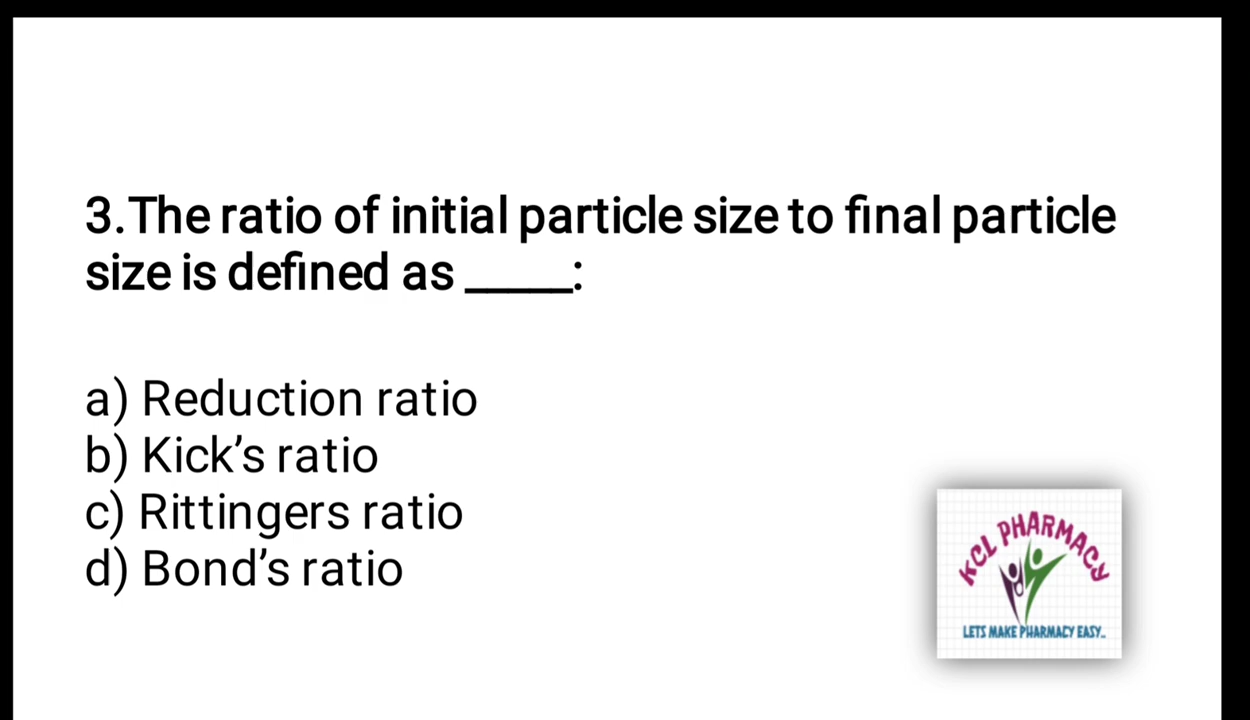 3.The ratio of initial particle size to final particle
size is defined as _____:
a) Reduction ratio
b) Kick’s ratio
c) Rittingers ratio
d) Bond’s ratio
KCL PHARMACY
LETS MAKE PHARMACY EASY..